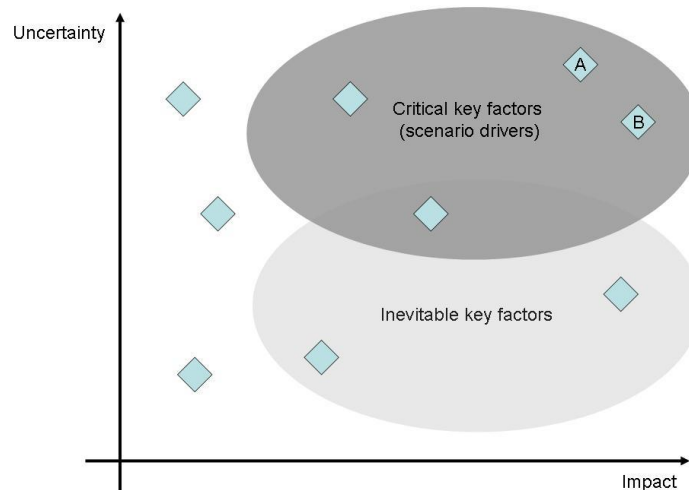 Uncertainty
A
Critical key factors
(scenario drivers)
B
Inevitable key factors
Impact